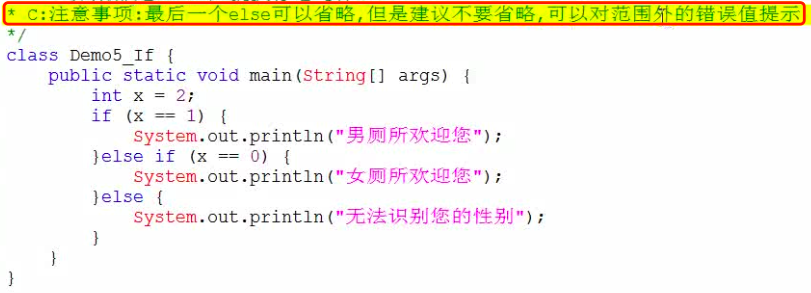 * C:注意事项:最后一个else可以省略,但是建议不要省略,可以对范围外的错误值提示
*/
class Demo5_If {
    public static void main(String[] args) {
        int x = 2;
        if (x == 1) {
            System.out.println("男厕所欢迎您");
        }else if (x == 0) {
            System.out.println("女厕所欢迎您");
        }else {
            System.out.println("无法识别您的性别");
        }
    }
}